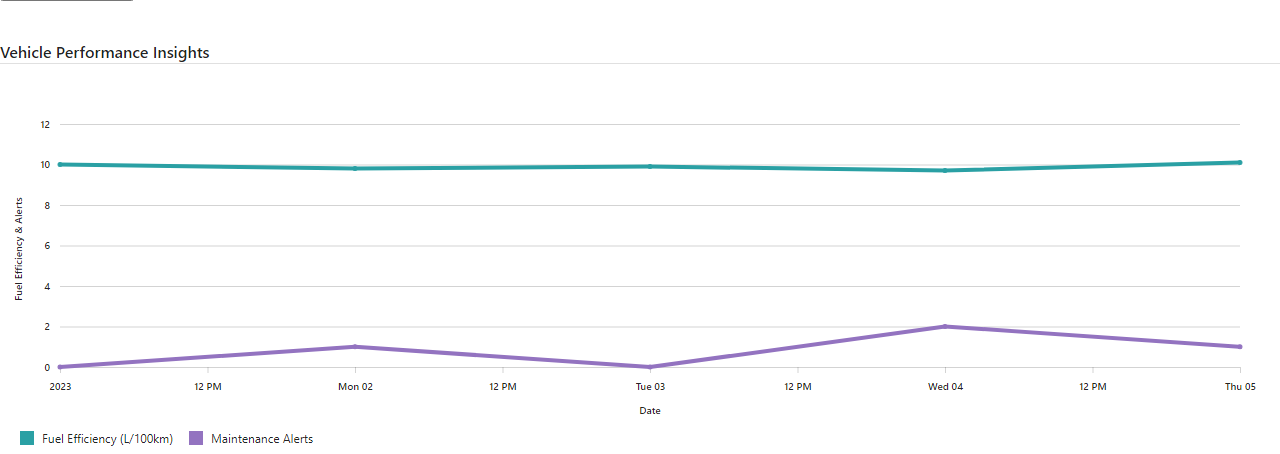 Vehicle Performance Insights
12
10
8
6
4
2
0
Fuel Efficiency & Alerts
2023 12 PM Mon 02 12 PM Tue 03 12 PM Wed 04 12 PM Thu 05
Date
Fuel Efficiency (L/100km) Maintenance Alerts